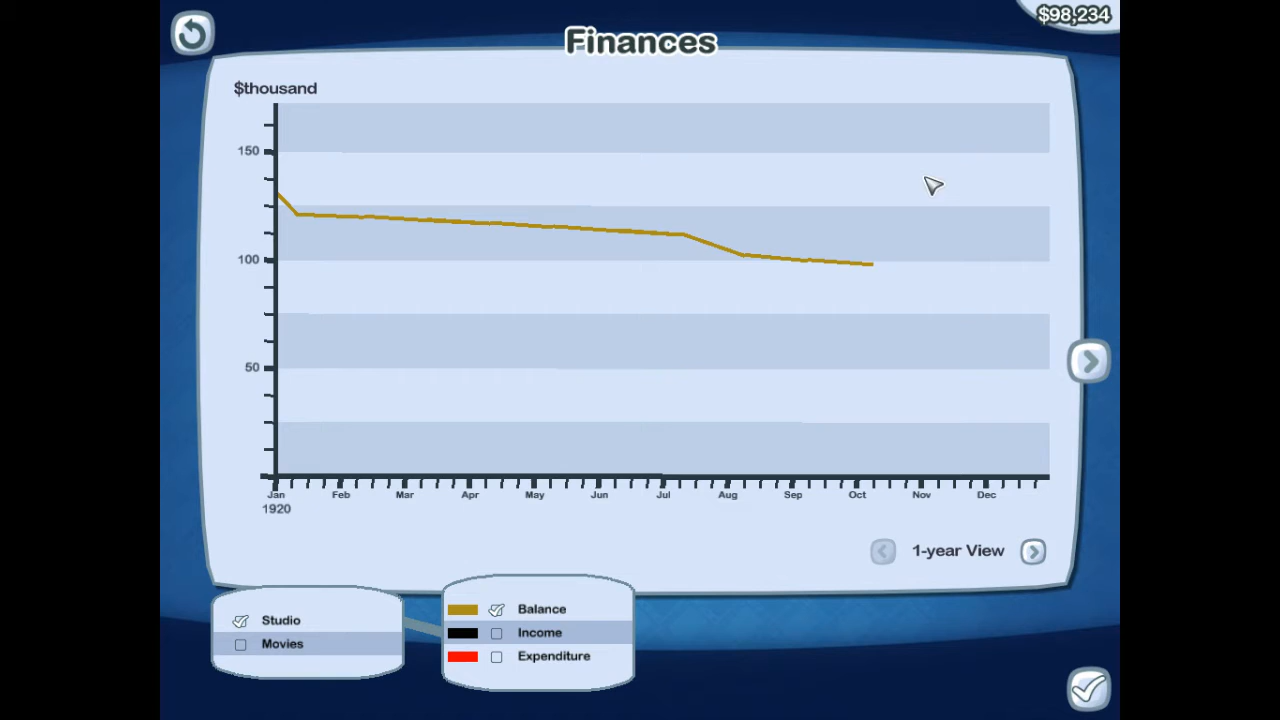 $98,234
Finances
$thousand
150
100
50
Jan Feb Mar Apr May Jun Jul Aug Sep Oct Nov Dec
1920
1-year View
Studio
Movies
Balance
Income
Expenditure